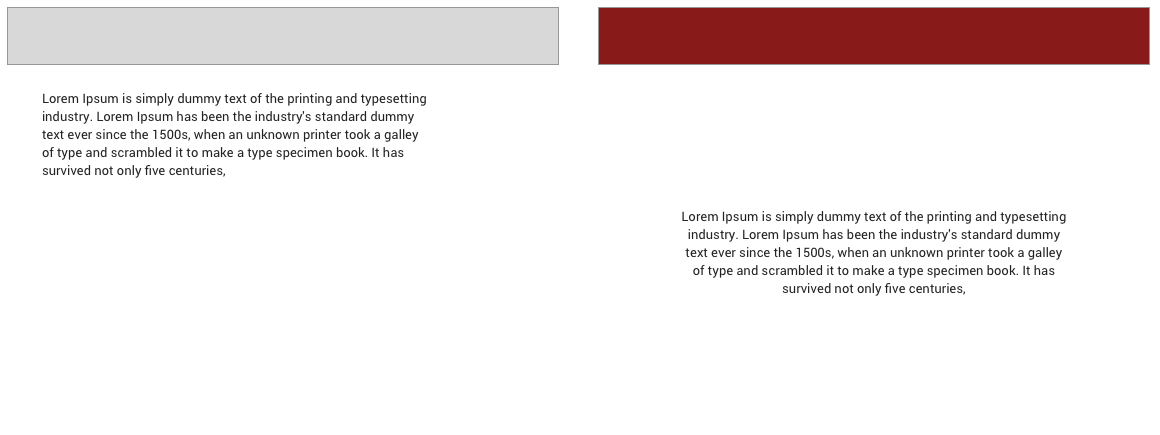 Lorem Ipsum is simply dummy text of the printing and typesetting
industry. Lorem Ipsum has been the industry's standard dummy
text ever since the 1500s, when an unknown printer took a galley
of type and scrambled it to make a type specimen book. It has
survived not only five centuries,
Lorem Ipsum is simply dummy text of the printing and typesetting
industry. Lorem Ipsum has been the industry's standard dummy
text ever since the 1500s, when an unknown printer took a galley
of type and scrambled it to make a type specimen book. It has
survived not only five centuries,